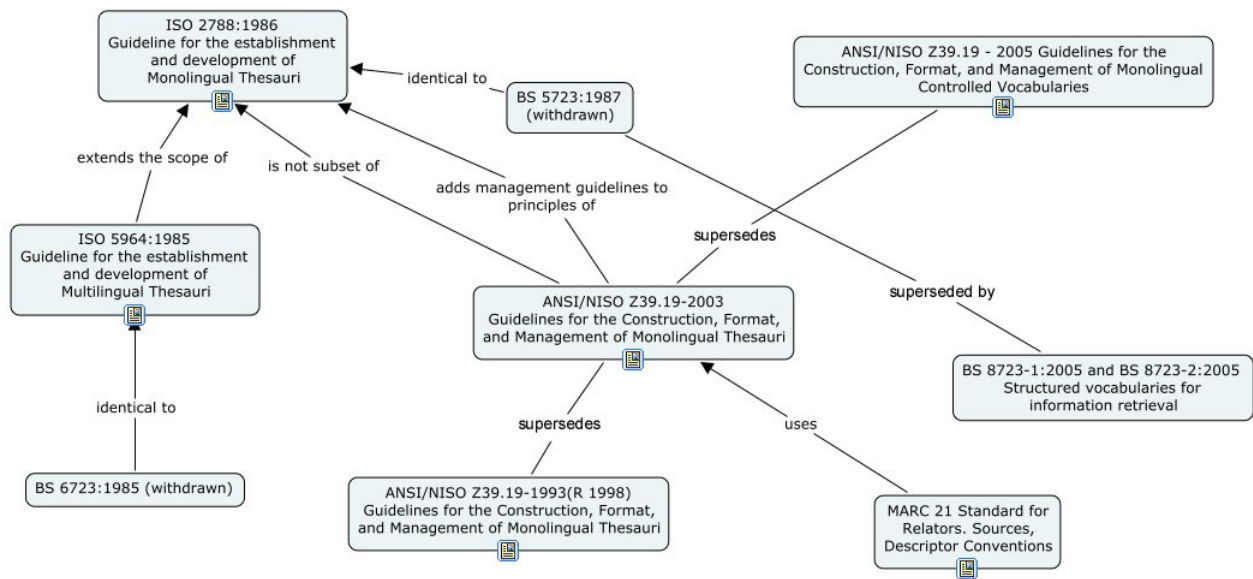 ISO 2788:1986
Guideline for the establishment
and development of
Monolingual Thesauri
ANSI/NISO Z39.19 - 2005 Guidelines for the
Construction, Format, and Management of Monolingual
Controlled Vocabularies
identical to
BS 5723:1987
(withdrawn)
extends the scope of
is not subset of
adds management guidelines to
principles of
supersedes
ISO 5964:1985
Guideline for the establishment
and development of
Multilingual Thesauri
superseded by
ANSI/NISO Z39.19-2003
Guidelines for the Construction, Format,
and Management of Monolingual Thesauri
BS 8723-1:2005 and BS 8723-2:2005
Structured vocabularies for
information retrieval
identical to
supersedes
uses
BS 6723:1985 (withdrawn)
ANSI/NISO Z39.19-1993(R 1998)
Guidelines for the Construction, Format,
and Management of Monolingual Thesauri
MARC 21 Standard for
Relators. Sources,
Descriptor Conventions